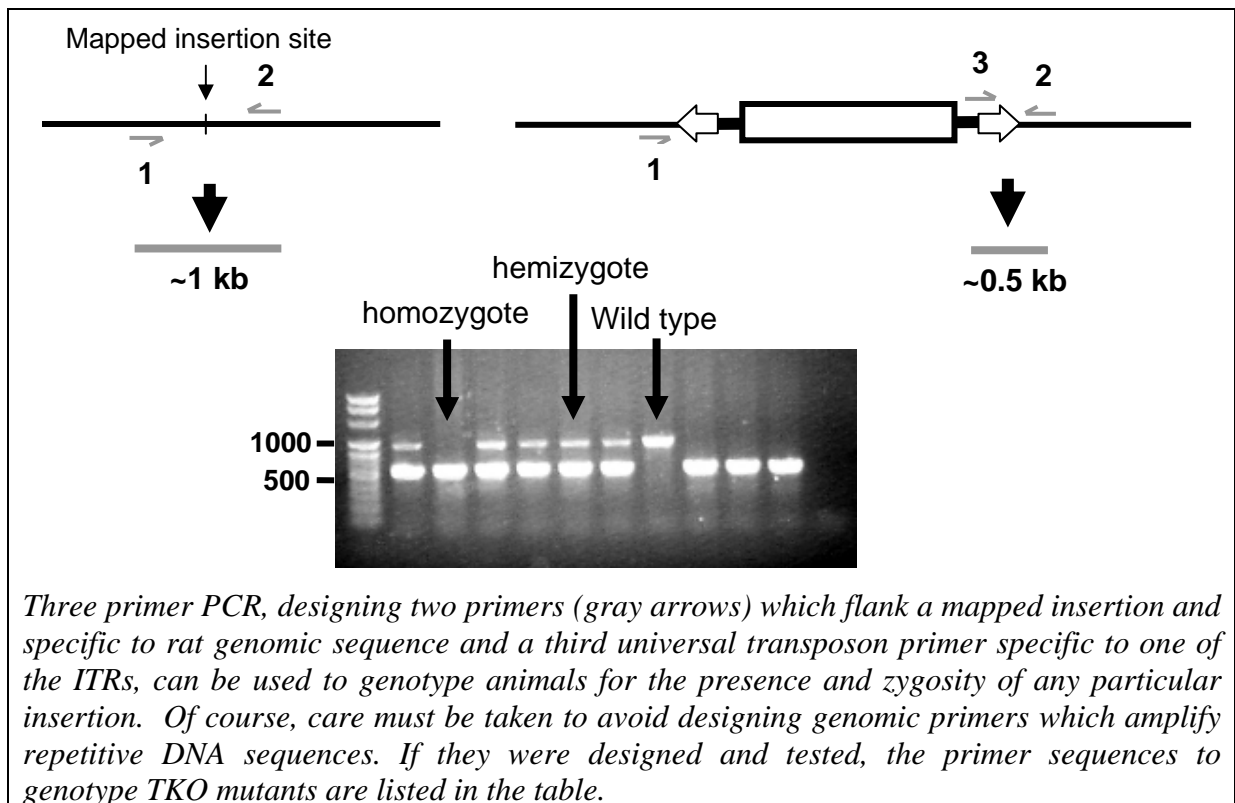 Mapped insertion site
2
1
3
2
1
~1 kb
~0.5 kb
hemizygote
homozygote
Wild type
1000
500
Three primer PCR, designing two primers (gray arrows) which flank a mapped insertion and
specific to rat genomic sequence and a third universal transposon primer specific to one of
the ITRs, can be used to genotype animals for the presence and zygosity of any particular
insertion. Of course, care must be taken to avoid designing genomic primers which amplify
repetitive DNA sequences. If they were designed and tested, the primer sequences to
genotype TKO mutants are listed in the table.